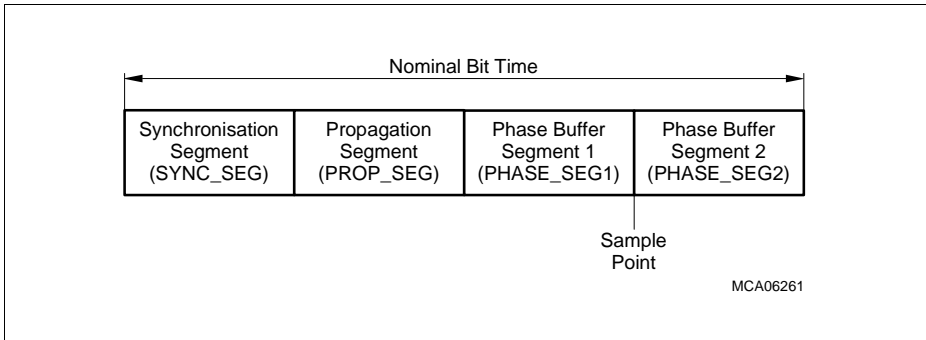 Nominal Bit Time
Synchronisation
Segment
(SYNC_SEG)
Propagation
Segment
(PROP_SEG)
Phase Buffer
Segment 1
(PHASE_SEG1)
Phase Buffer
Segment 2
(PHASE_SEG2)
Sample
Point
MCA06261